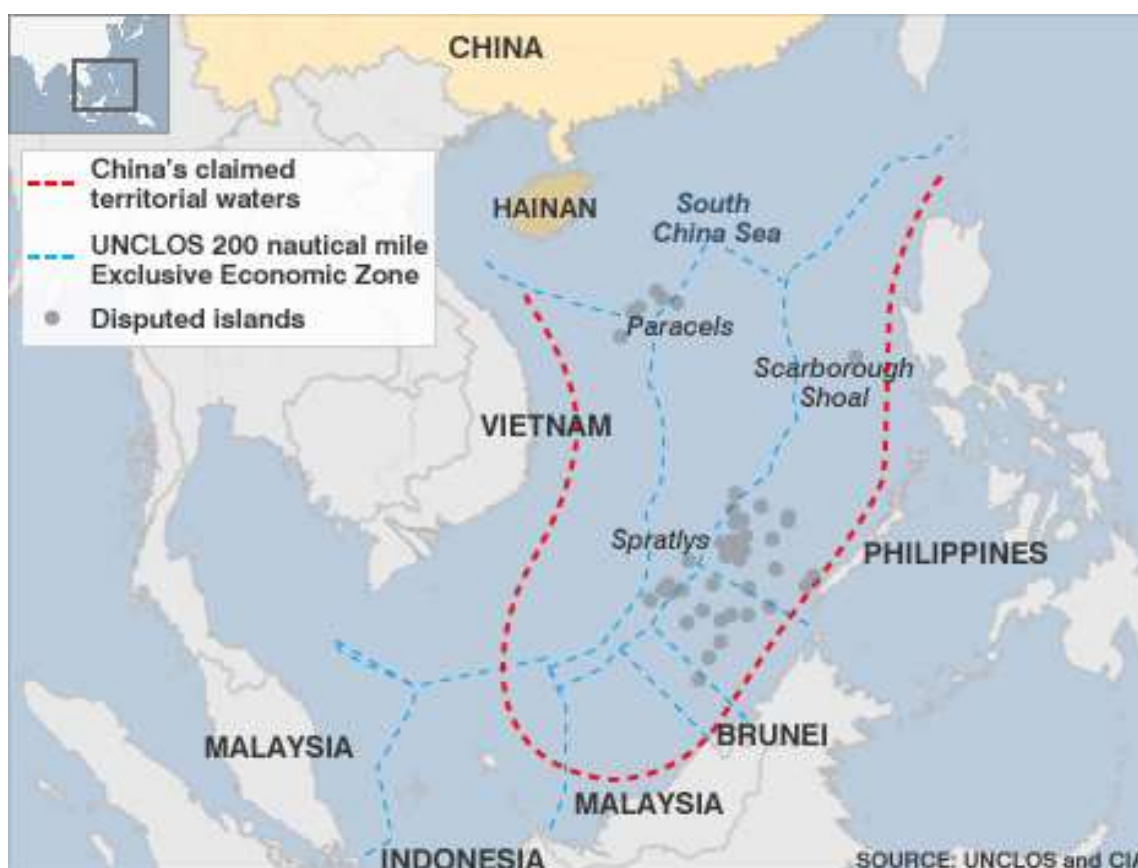 CHINA
China's claimed
territorial waters
UNCLOS 200 nautical mile
Exclusive Economic Zone
Disputed islands
HAINAN
South
China Sea
Paracels
Scarborough
Shoal
VIETNAM
Spratlys
PHILIPPINES
MALAYSIA
BRUNEI
MALAYSIA
INDONESIA
SOURCE: UNCLOS and CIA